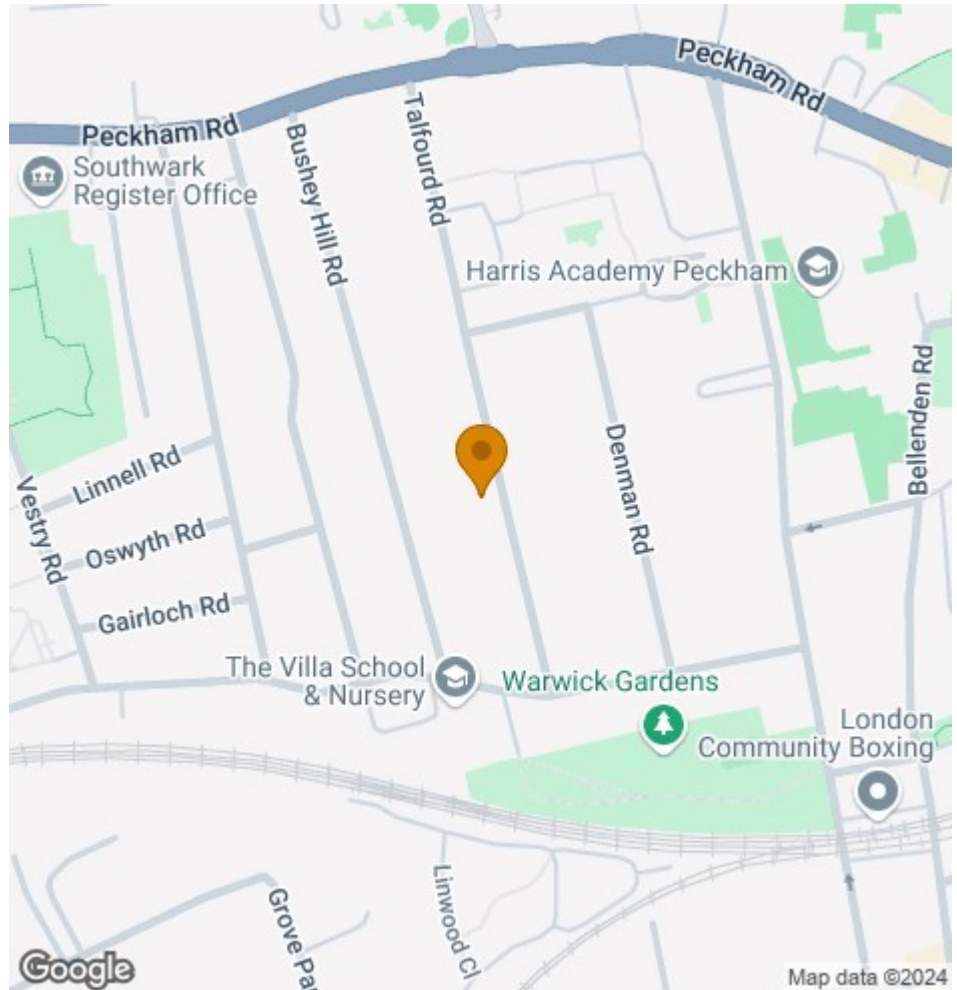 Peckham Rd
Peckham Rd
Southwark
Register Office
Bushey Hill Rd
Talfourd Rd
Harris Academy Peckham
Bellenden Rd
Denman Rd
Linnell Rd
Vestry Rd
Oswyth Rd
Gairloch Rd
The Villa School
& Nursery
Warwick Gardens
London
Community Boxing
Linwood Cl
Grove Pa
Google
Map data ©2024